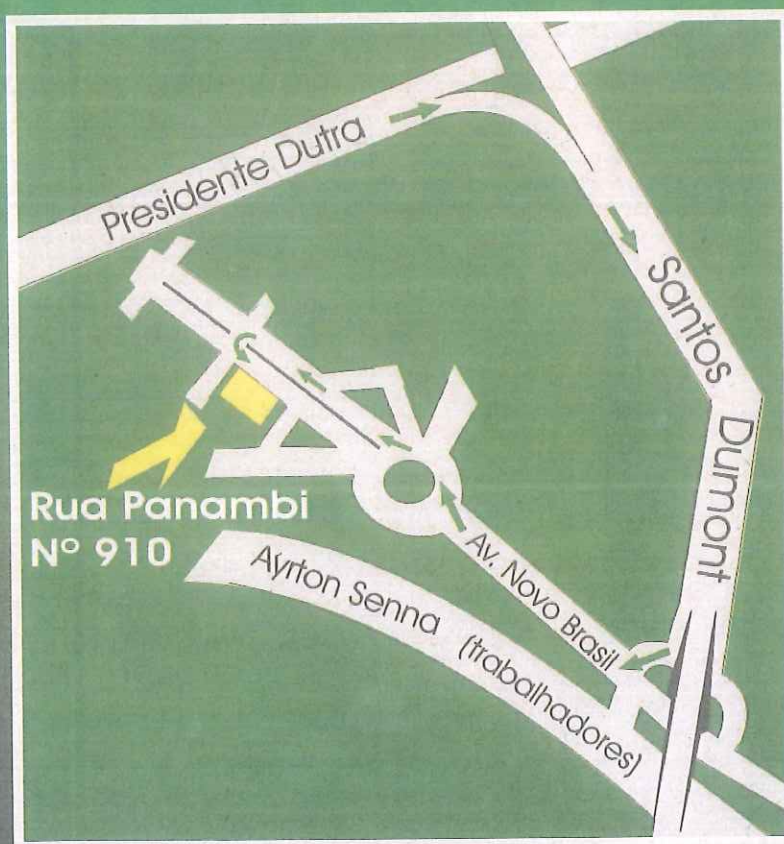 Presidente Dutra
Santos Dumont
Rua Panambi
Nº 910
Av. Novo Brasil
Ayrton Senna (trabalhadores)